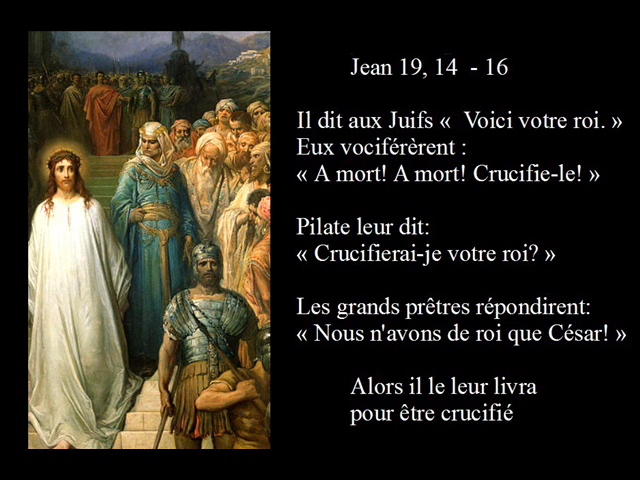 Jean 19, 14  - 16
Il dit aux Juifs «  Voici votre roi. »
Eux vociférèrent :
« A mort! A mort! Crucifie-le! »
Pilate leur dit:
« Crucifierai-je votre roi? »
Les grands prêtres répondirent:
« Nous n'avons de roi que César! »
Alors il le leur livra
pour être crucifié